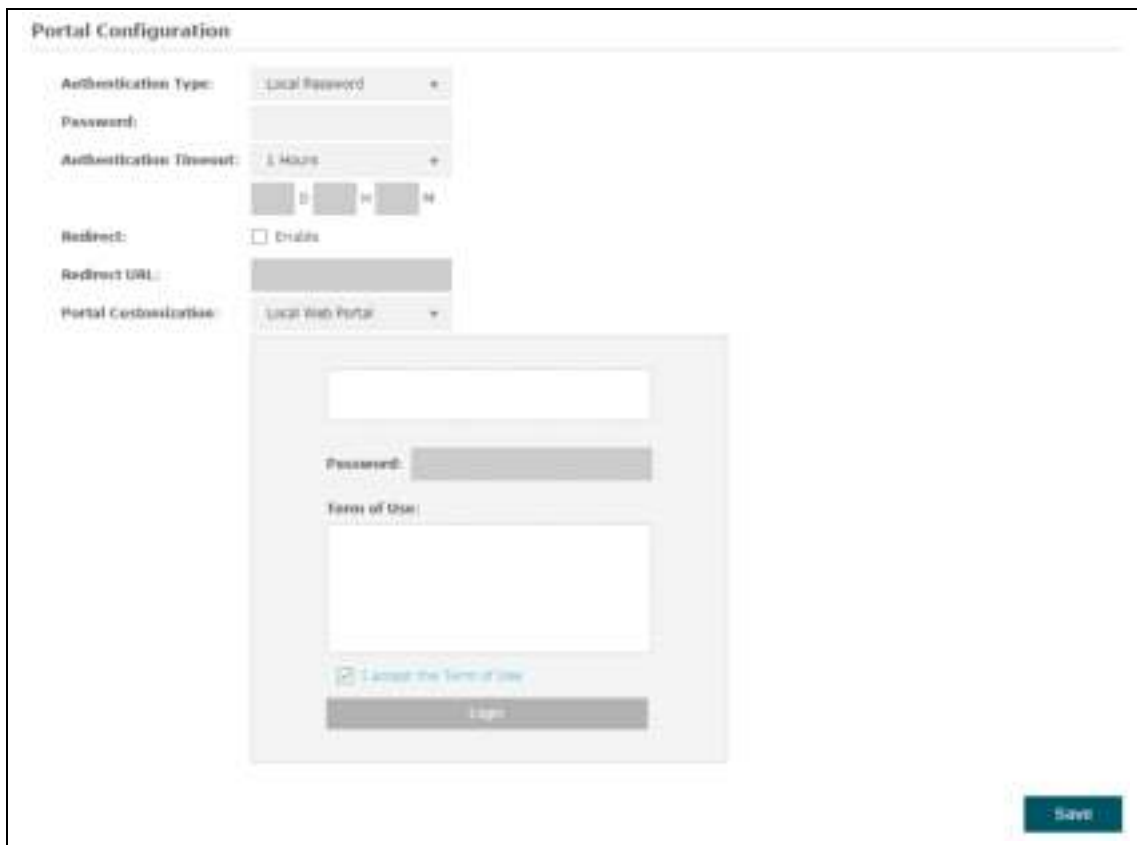 Portal Configuration
Authentication Type: Local Password
Password:
Authentication Timeout: 1 Hours
D H M
Redirect: Enable
Redirect URL:
Portal Customization: Local Web Portal
Password:
Term of Use:
I accept the Term of Use
Login
Save